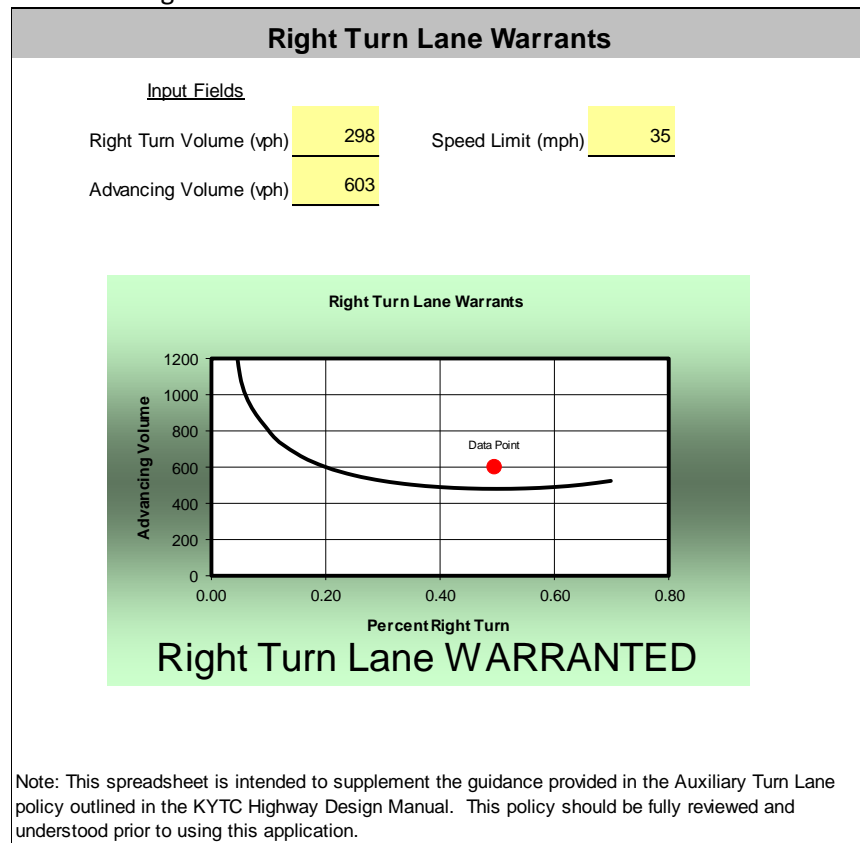 Right Turn Lane Warrants
Input Fields
Right Turn Volume (vph) 298 Speed Limit (mph) 35
Advancing Volume (vph) 603
Right Turn Lane Warrants
Advancing Volume
1200
1000
800
600
400
200
0
Data Point
0.00 0.20 0.40 0.60 0.80
Percent Right Turn
Right Turn Lane WARRANTED
Note: This spreadsheet is intended to supplement the guidance provided in the Auxiliary Turn Lane
policy outlined in the KYTC Highway Design Manual. This policy should be fully reviewed and
understood prior to using this application.